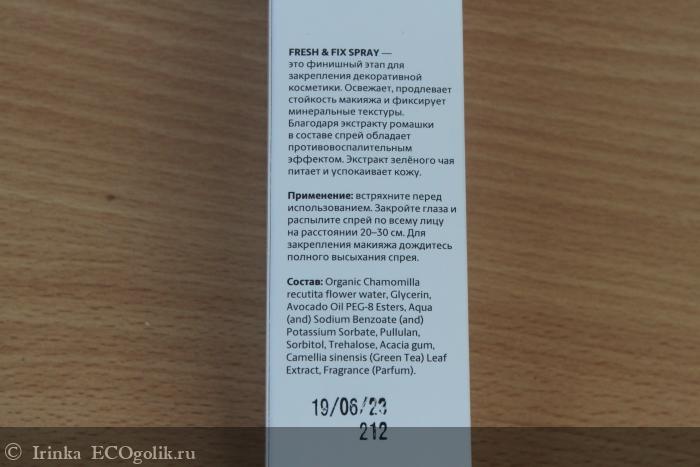 FRESH & FIX SPRAY —
это финишный этап для
закрепления декоративной
косметики. Освежает, продлевает
стойкость макияжа и фиксирует
минеральные текстуры.
Благодаря экстракту ромашки
в составе спрей обладает
противовоспалительным
эффектом. Экстракт зелёного чая
питает и успокаивает кожу.
Применение: встряхните перед
использованием. Закройте глаза и
распылите спрей по всему лицу
на расстоянии 20–30 см. Для
закрепления макияжа дождитесь
полного высыхания спрея.
Состав: Organic Chamomilla
recutita flower water, Glycerin,
Avocado Oil PEG-8 Esters, Aqua
(and) Sodium Benzoate (and)
Potassium Sorbate, Pullulan,
Sorbitol, Trehalose, Acacia gum,
Camellia sinensis (Green Tea) Leaf
Extract, Fragrance (Parfum).
19/06/23
212
© Irinka ECOgolik.ru